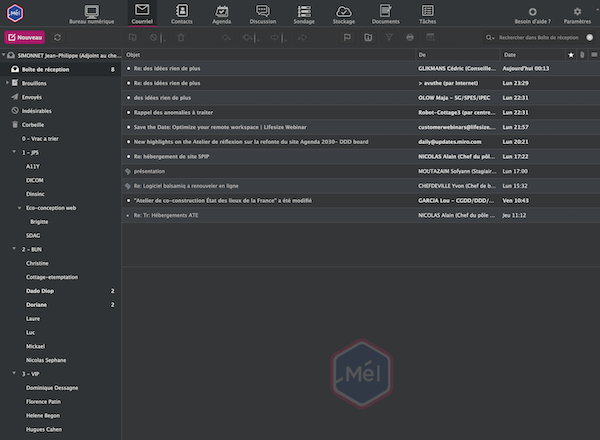 Mél
Bureau numérique
Courriel
Contacts
Agenda
Discussion
Sondage
Stockage
Documents
Tâches
Besoin d'aide ?
Paramètres
Nouveau
Rechercher dans Boîte de réception
SIMONNET Jean-Philippe (Adjoint au che...
Objet De Date
Boîte de réception 8
Brouillons
Envoyés
Indésirables
Corbeille
0 - Vrac a trier
1 - JPS
A11Y
DICOM
Dinsinc
Eco-conception web
Brigitte
SDAG
2 - BUN
Christine
Cottage-etemptation
Dado Diop 2
Doriane 2
Laure
Luc
Mickael
Nicolas Sephane
3 - VIP
Dominique Dessagne
Florence Patin
Helene Begon
Hugues Cahen
Re: des idées rien de plus GLIKMANS Cédric (Conseille... Aujourd'hui 00:13
Re: des idées rien de plus > avathe (par Internet) Lun 23:29
des idées rien de plus OLOW Maja - SG/SPES/IPEC Lun 22:31
Rappel des anomalies à traiter Robot-Cottage3 (par centre... Lun 22:31
Save the Date: Optimize your remote workspace | Lifesize Webinar customerwebinars@lifesize... Lun 21:57
New highlights on the Atelier de réflexion sur la refonte du site Agenda 2030- DDD board daily@updates.miro.com Lun 20:21
Re: hébergement de site SPIP NICOLAS Alain (Chef du pôl... Lun 17:22
présentation MOUTAZAIM Sofyann (Stagiair... Lun 17:00
Re: Logiciel balsamiq a renouveler en ligne CHEFDEVILLE Yvon (Chef de b... Lun 15:32
"Atelier de co-construction État des lieux de la France" a été modifié GARCIA Lou - CGDD/DDD/... Ven 10:43
Re: Tr: Hébergements ATE NICOLAS Alain (Chef du pôle ... Jeu 11:12
Mél